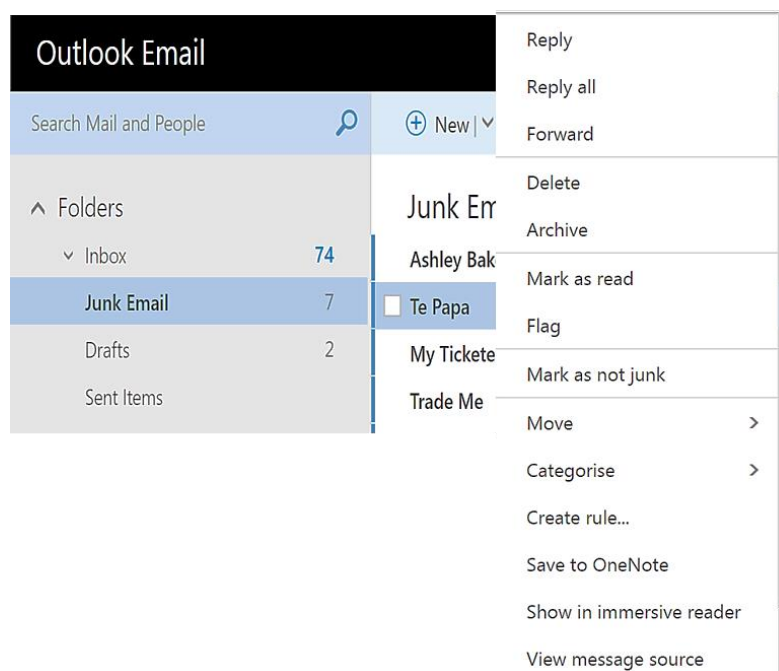 Outlook Email
Search Mail and People
New
Folders
Inbox 74
Junk Email 7
Drafts 2
Sent Items
Junk Em
Ashley Bak
Te Papa
My Tickete
Trade Me
Reply
Reply all
Forward
Delete
Archive
Mark as read
Flag
Mark as not junk
Move
Categorise
Create rule...
Save to OneNote
Show in immersive reader
View message source